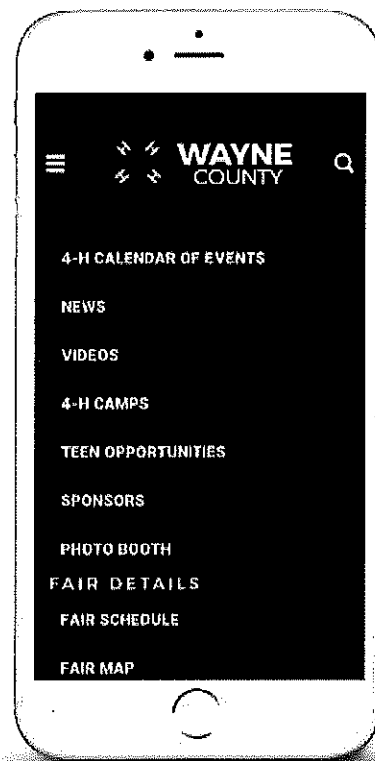 WAYNE
COUNTY
4-H CALENDAR OF EVENTS
NEWS
VIDEOS
4-H CAMPS
TEEN OPPORTUNITIES
SPONSORS
PHOTO BOOTH
FAIR DETAILS
FAIR SCHEDULE
FAIR MAP